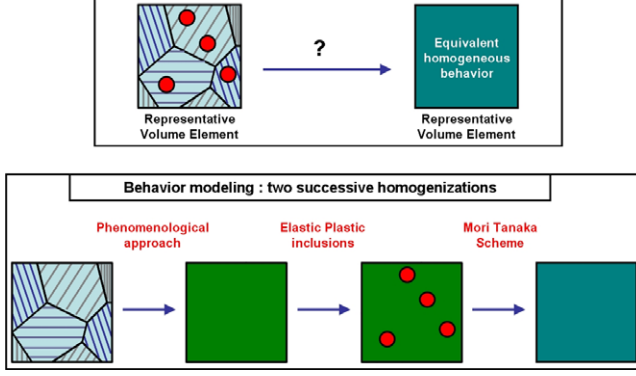 ?
Equivalent
homogeneous
behavior
Representative
Volume Element
Representative
Volume Element
Behavior modeling : two successive homogenizations
Phenomenological
approach
Elastic Plastic
inclusions
Mori Tanaka
Scheme